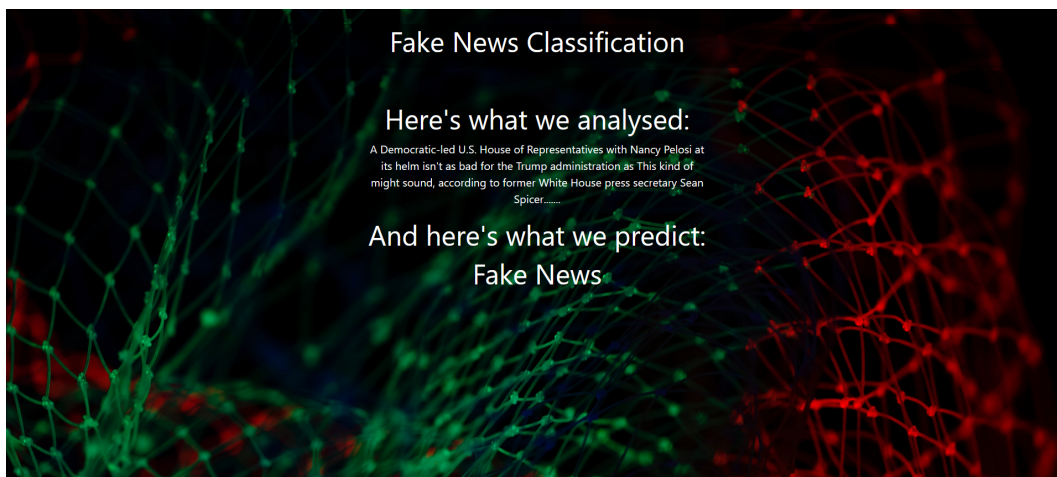 Fake News Classification
Here's what we analysed:
A Democratic-led U.S. House of Representatives with Nancy Pelosi at
its helm isn't as bad for the Trump administration as This kind of
might sound, according to former White House press secretary Sean
Spicer.......
And here's what we predict:
Fake News